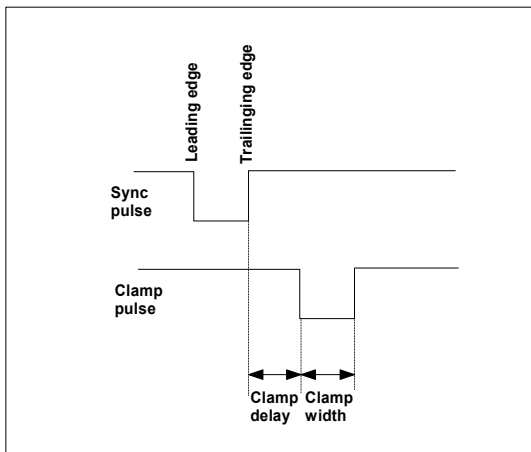 Leading edge
Trailinging edge
Sync
pulse
Clamp
pulse
Clamp
delay
Clamp
width